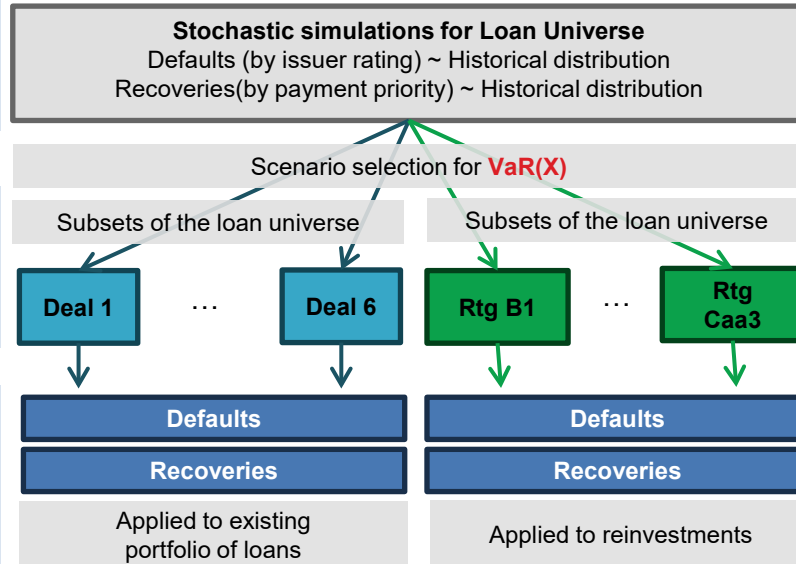 Stochastic simulations for Loan Universe
Defaults (by issuer rating) ~ Historical distribution
Recoveries(by payment priority) ~ Historical distribution
Scenario selection for VaR(X)
Subsets of the loan universe
Subsets of the loan universe
Deal 1
...
Deal 6
Rtg B1
...
Rtg
Caa3
Defaults
Defaults
Recoveries
Recoveries
Applied to existing
portfolio of loans
Applied to reinvestments